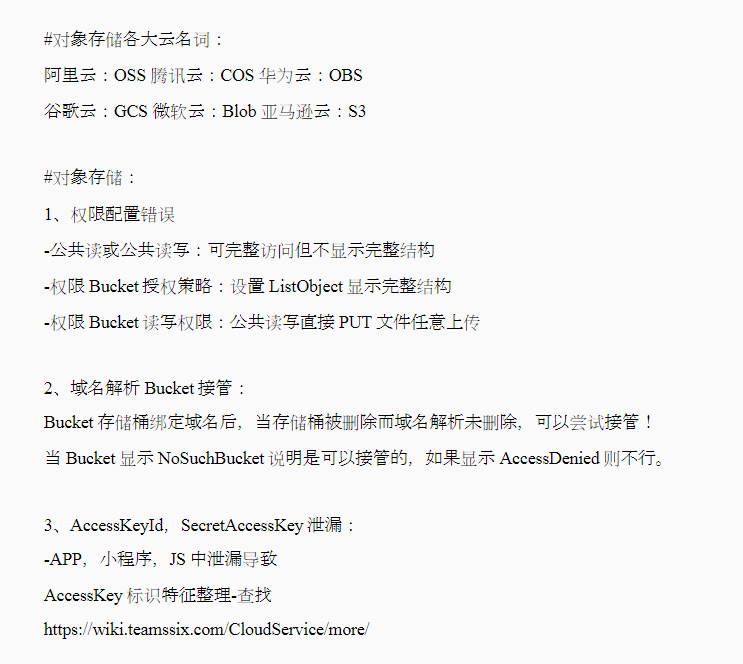 #对象存储各大云名词：
阿里云：OSS 腾讯云：COS 华为云：OBS
谷歌云：GCS 微软云：Blob 亚马逊云：S3
#对象存储：
1、权限配置错误
-公共读或公共读写：可完整访问但不显示完整结构
-权限 Bucket 授权策略：设置 ListObject 显示完整结构
-权限 Bucket 读写权限：公共读写直接 PUT 文件任意上传
2、域名解析 Bucket 接管：
Bucket 存储桶绑定域名后，当存储桶被删除而域名解析未删除，可以尝试接管！
当 Bucket 显示 NoSuchBucket 说明是可以接管的，如果显示 AccessDenied 则不行。
3、AccessKeyId，SecretAccessKey 泄漏：
-APP，小程序，JS 中泄漏导致
AccessKey 标识特征整理-查找
https://wiki.teamssix.com/CloudService/more/